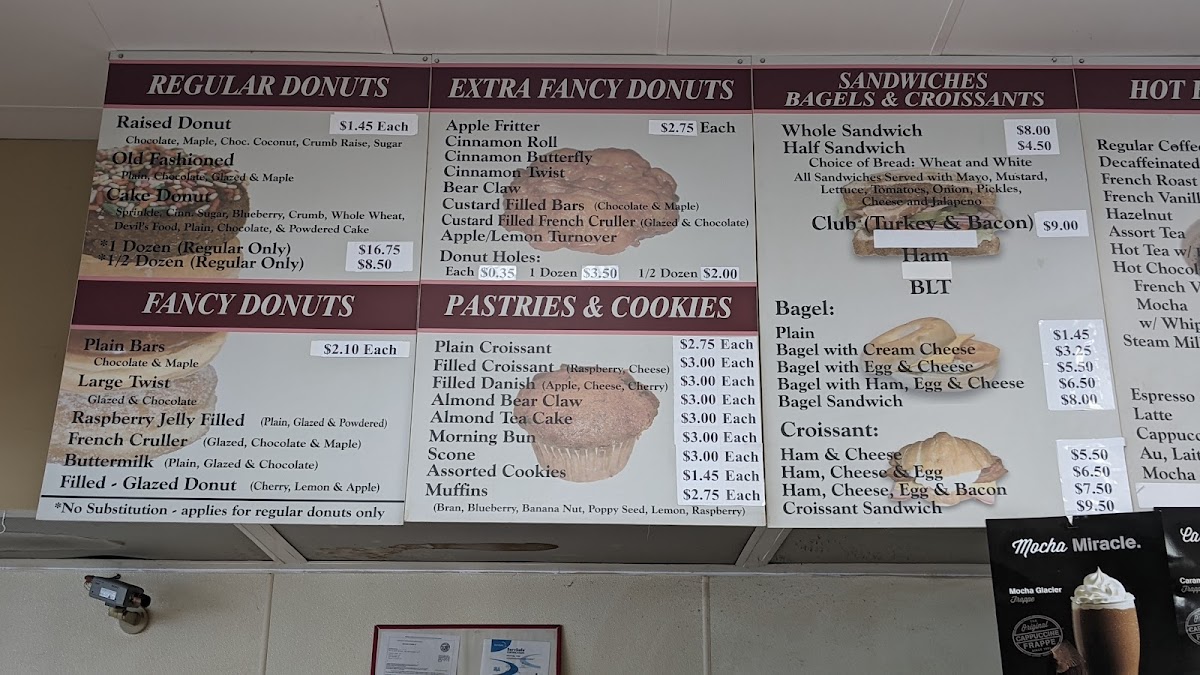 REGULAR DONUTS
Raised Donut $1.45 Each
Chocolate, Maple, Choc. Coconut, Crumb Raise, Sugar
Old Fashioned
Plain, Chocolate, Glazed & Maple
Cake Donut
Sprinkle, Cinn. Sugar, Blueberry, Crumb, Whole Wheat,
Devil's Food, Plain, Chocolate, & Powdered Cake
*1 Dozen (Regular Only) $16.75
*1/2 Dozen (Regular Only) $8.50
FANCY DONUTS
Plain Bars $2.10 Each
Chocolate & Maple
Large Twist
Glazed & Chocolate
Raspberry Jelly Filled (Plain, Glazed & Powdered)
French Cruller (Glazed, Chocolate & Maple)
Buttermilk (Plain, Glazed & Chocolate)
Filled - Glazed Donut (Cherry, Lemon & Apple)
*No Substitution - applies for regular donuts only
EXTRA FANCY DONUTS
Apple Fritter $2.75 Each
Cinnamon Roll
Cinnamon Butterfly
Cinnamon Twist
Bear Claw
Custard Filled Bars (Chocolate & Maple)
Custard Filled French Cruller (Glazed & Chocolate)
Apple/Lemon Turnover
Donut Holes:
Each $0.35 1 Dozen $3.50 1/2 Dozen $2.00
PASTRIES & COOKIES
Plain Croissant $2.75 Each
Filled Croissant (Raspberry, Cheese) $3.00 Each
Filled Danish (Apple, Cheese, Cherry) $3.00 Each
Almond Bear Claw $3.00 Each
Almond Tea Cake $3.00 Each
Morning Bun $3.00 Each
Scone $3.00 Each
Assorted Cookies $1.45 Each
Muffins $2.75 Each
(Bran, Blueberry, Banana Nut, Poppy Seed, Lemon, Raspberry)
SANDWICHES
BAGELS & CROISSANTS
Whole Sandwich $8.00
Half Sandwich $4.50
Choice of Bread: Wheat and White
All Sandwiches Served with Mayo, Mustard,
Lettuce, Tomatoes, Onion, Pickles,
Cheese and Jalapeno
Club (Turkey & Bacon) $9.00
Ham
BLT
Bagel:
Plain $1.45
Bagel with Cream Cheese $3.25
Bagel with Egg & Cheese $5.50
Bagel with Ham, Egg & Cheese $6.50
Bagel Sandwich $8.00
Croissant:
Ham & Cheese $5.50
Ham, Cheese & Egg $6.50
Ham, Cheese, Egg & Bacon $7.50
Croissant Sandwich $9.50
HOT
Regular Coffee
Decaffeinated
French Roast
French Vanill
Hazelnut
Assort Tea
Hot Tea w/
Hot Chocol
French V
Mocha
w/ Whip
Steam Mil
Espresso
Latte
Cappucc
Au, Lait
Mocha
Mocha Miracle.
Mocha Glacier
Frappe
THE
Original
CAPPUCCINO
FRAPPE
Ca
Caram
Frapp